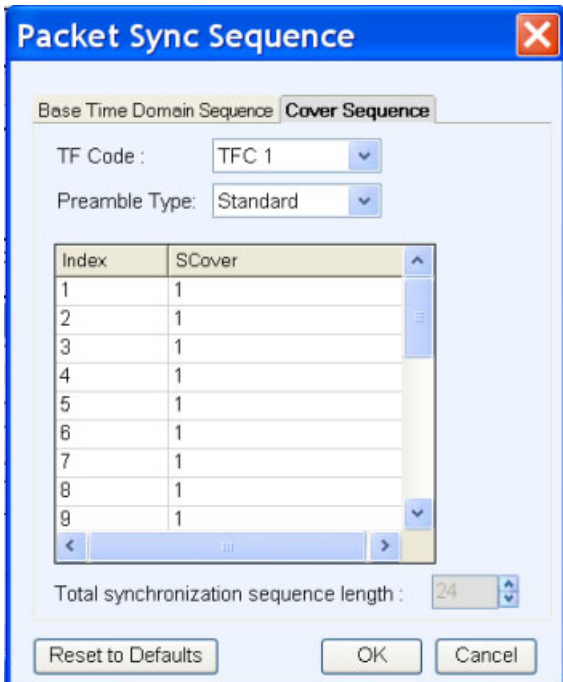 Packet Sync Sequence
Base Time Domain Sequence Cover Sequence
TF Code : TFC 1
Preamble Type: Standard
Index SCover
1 1
2 1
3 1
4 1
5 1
6 1
7 1
8 1
9 1
Total synchronization sequence length : 24
Reset to Defaults OK Cancel